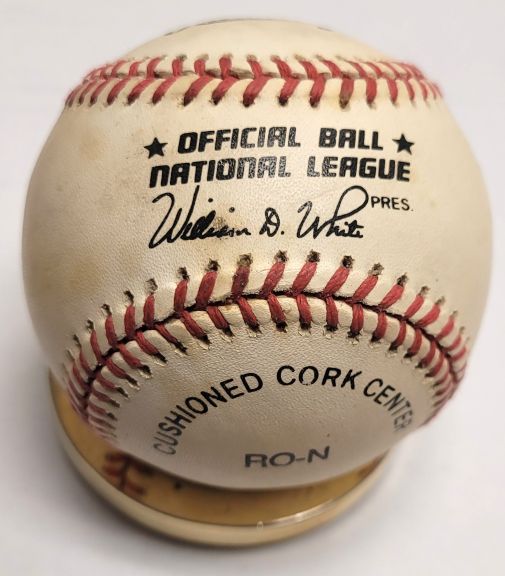 ★ OFFICIAL BALL ★
NATIONAL LEAGUE
William D. White PRES.
CUSHIONED CORK CENTER
RO-N